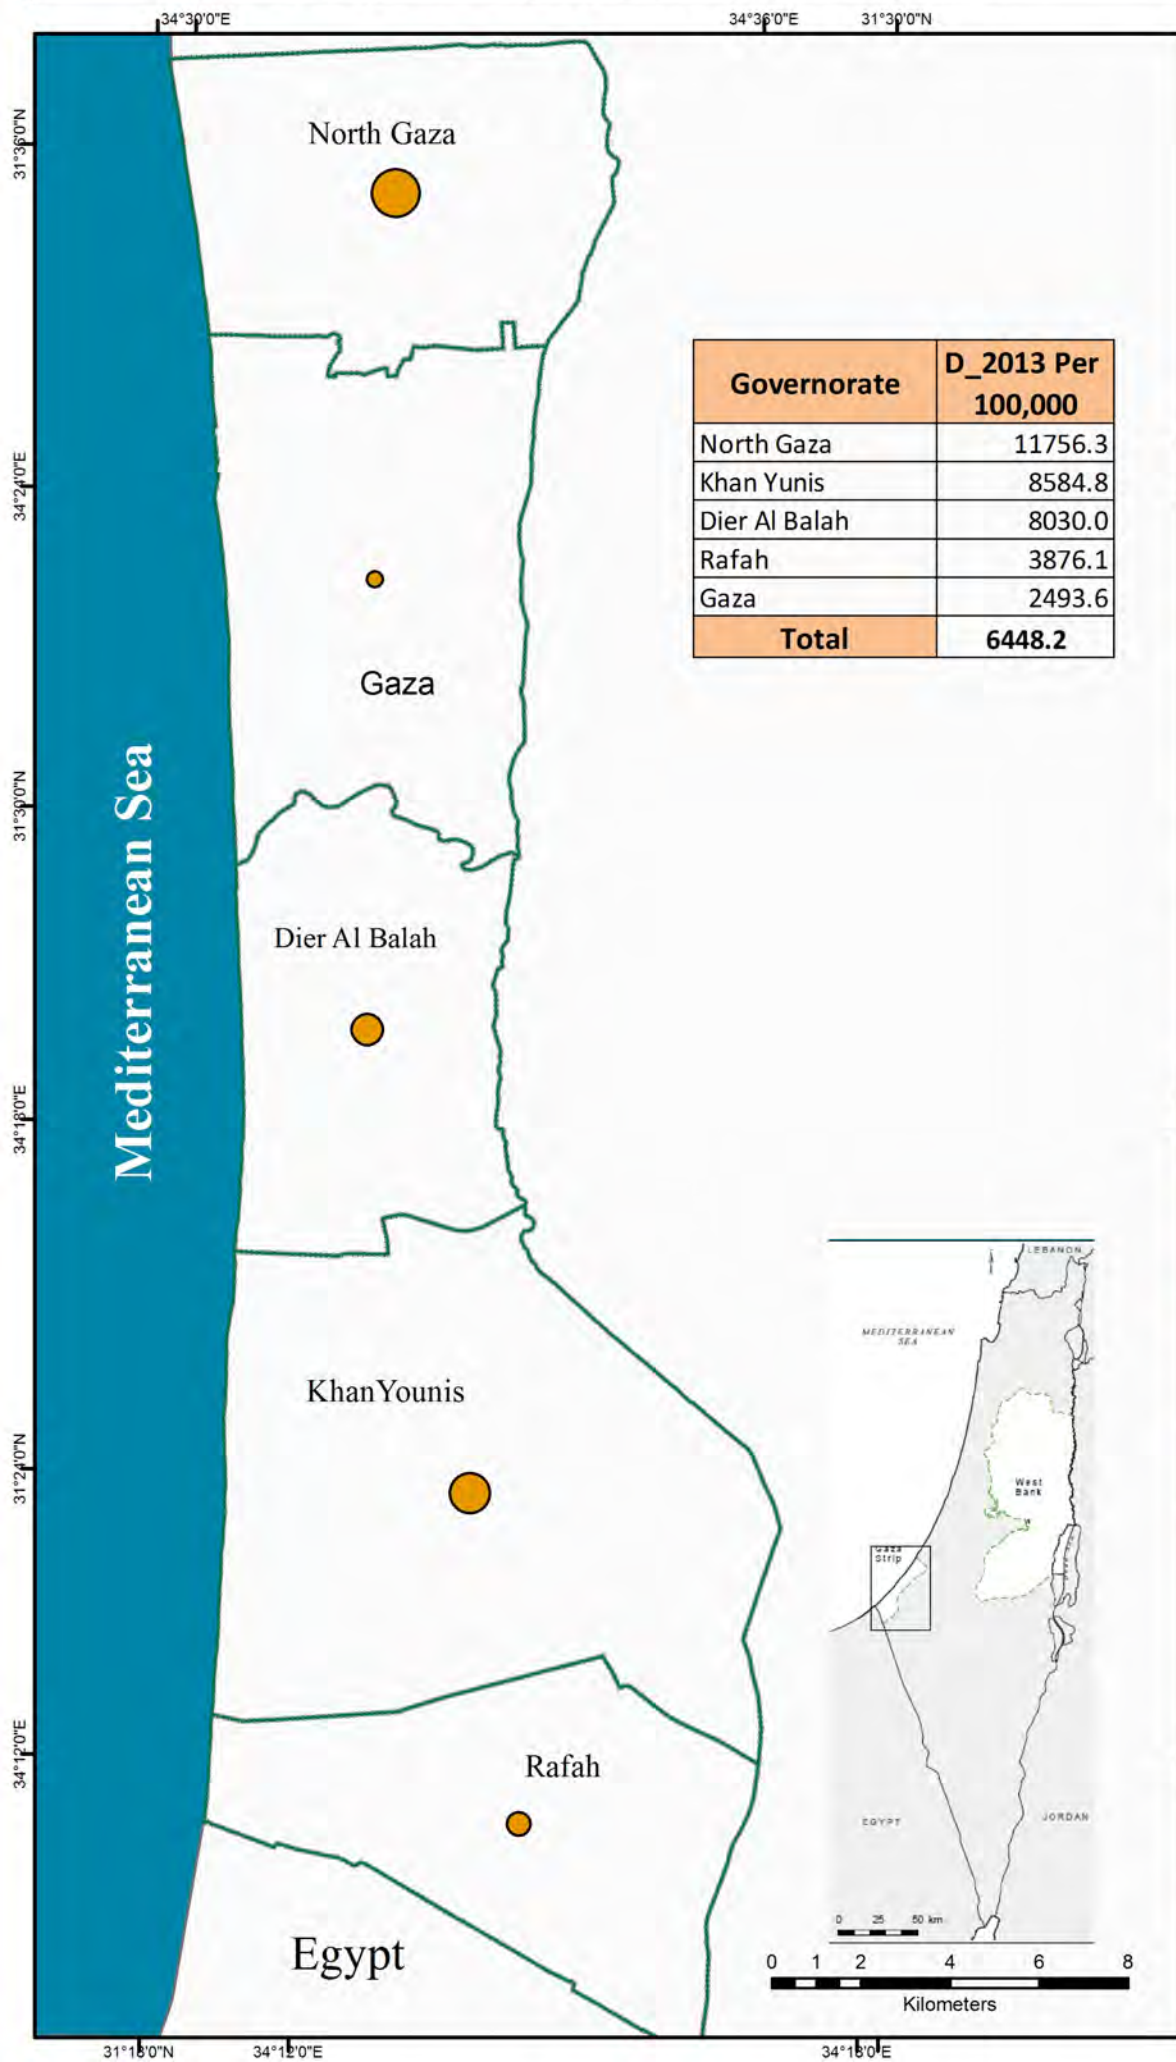 34°30'0"E
34°36'0"E
31°30'0"N
31°36'0"N
North Gaza
Governorate
D_2013 Per
100,000
North Gaza 11756.3
Khan Yunis 8584.8
Dier Al Balah 8030.0
Rafah 3876.1
Gaza 2493.6
Total 6448.2
34°24'0"E
Gaza
31°30'0"N
Mediterranean Sea
Dier Al Balah
34°18'0"E
LEBANON
MEDITERRANEAN
SEA
KhanYounis
31°24'0"N
West
Bank
Gaza
Strip
34°12'0"E
Rafah
EGYPT
JORDAN
0 25 50 km
Egypt
0 1 2 4 6 8
Kilometers
31°18'0"N
34°12'0"E
34°18'0"E